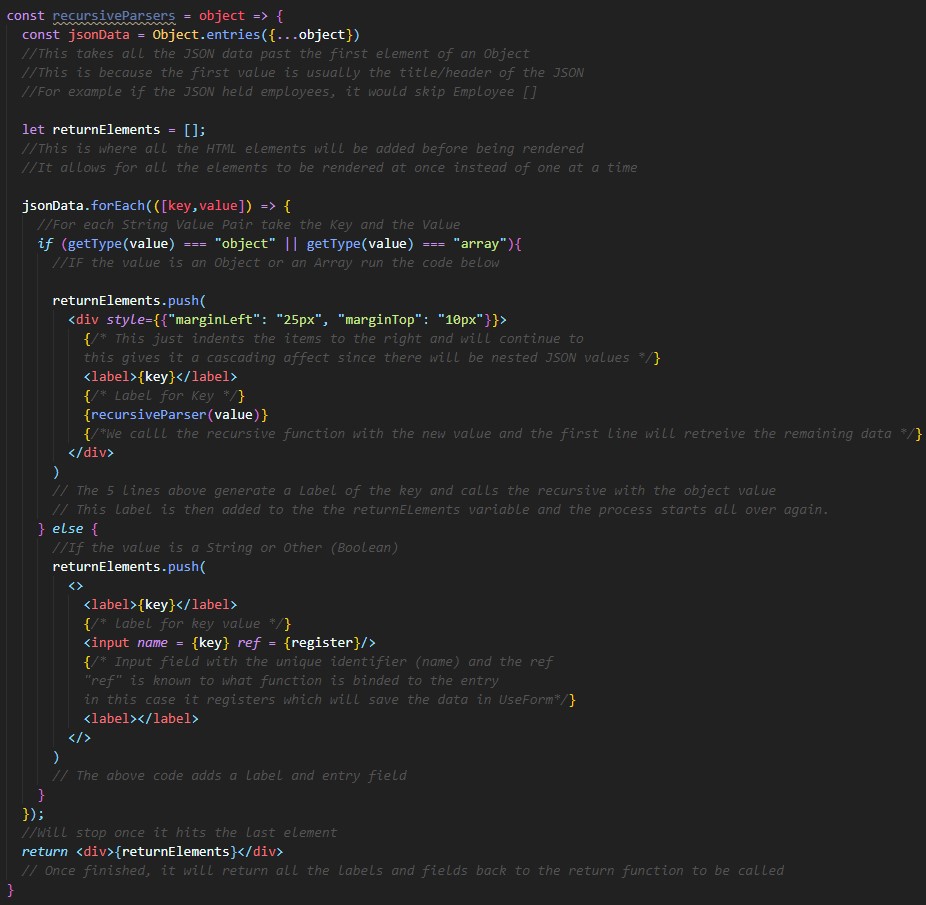 const recursiveParsers = object => {
const jsonData = Object.entries({...object})
//This takes all the JSON data past the first element of an Object
//This is because the first value is usually the title/header of the JSON
//For example if the JSON held employees, it would skip Employee []
let returnElements = [];
//This is where all the HTML elements will be added before being rendered
//It allows for all the elements to be rendered at once instead of one at a time
jsonData.forEach(([key,value]) => {
//For each String Value Pair take the Key and the Value
if (getType(value) === "object" || getType(value) === "array"){
//IF the value is an Object or an Array run the code below
returnElements.push(
<div style={{"marginLeft": "25px", "marginTop": "10px"}}>
{/* This just indents the items to the right and will continue to
this gives it a cascading affect since there will be nested JSON values */}
<label>{key}</label>
{/* Label for Key */}
{recursiveParser(value)}
{/*We calll the recursive function with the new value and the first line will retreive the remaining data */}
</div>
)
// The 5 lines above generate a Label of the key and calls the recursive with the object value
// This label is then added to the the returnELements variable and the process starts all over again.
} else {
//If the value is a String or Other (Boolean)
returnElements.push(
<>
<label>{key}</label>
{/* label for key value */}
<input name = {key} ref = {register}/>
{/* Input field with the unique identifier (name) and the ref
"ref" is known to what function is binded to the entry
in this case it registers which will save the data in UseForm*/}
<label></label>
</>
)
// The above code adds a label and entry field
}
});
//Will stop once it hits the last element
return <div>{returnElements}</div>
// Once finished, it will return all the labels and fields back to the return function to be called
}